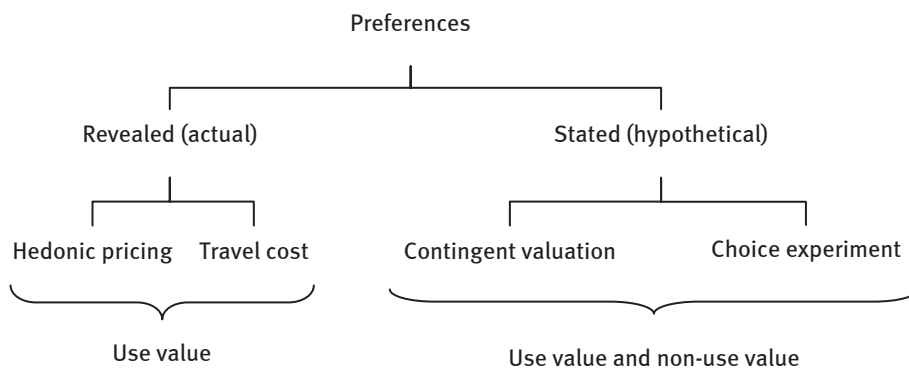 Preferences
Revealed (actual)
Stated (hypothetical)
Hedonic pricing
Travel cost
Contingent valuation
Choice experiment
Use value
Use value and non-use value